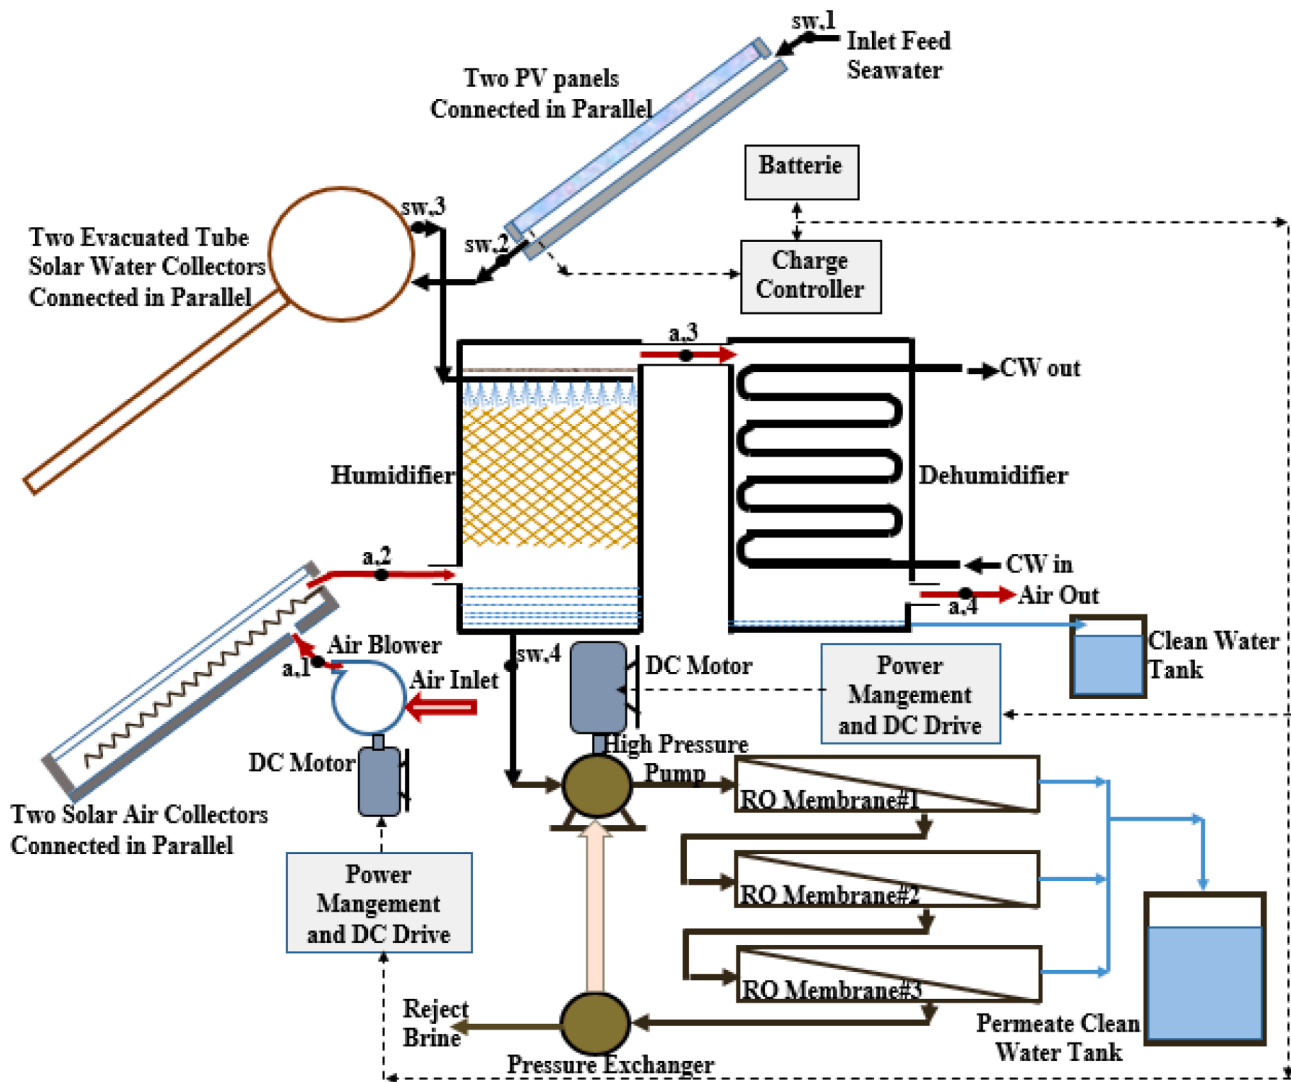 sw,1
Inlet Feed
Seawater
Two PV panels
Connected in Parallel
Batterie
sw,3
sw,2
Two Evacuated Tube
Solar Water Collectors
Connected in Parallel
Charge
Controller
a,3
CW out
Humidifier
Dehumidifier
a,2
CW in
a,4
Air Out
Air Blower
a,1
Air Inlet
sw,4
DC Motor
Power
Mangement
and DC Drive
Clean Water
Tank
High Pressure
Pump
DC Motor
RO Membrane#1
Two Solar Air Collectors
Connected in Parallel
Power
Mangement
and DC Drive
RO Membrane#2
RO Membrane#3
Reject
Brine
Pressure Exchanger
Permeate Clean
Water Tank